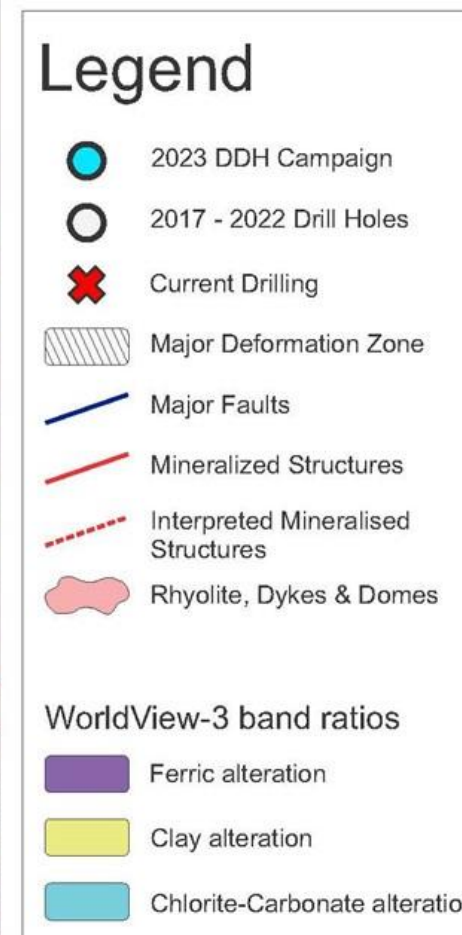 Legend
2023 DDH Campaign
2017 - 2022 Drill Holes
Current Drilling
Major Deformation Zone
Major Faults
Mineralized Structures
Interpreted Mineralised
Structures
Rhyolite, Dykes & Domes
WorldView-3 band ratios
Ferric alteration
Clay alteration
Chlorite-Carbonate alteratio